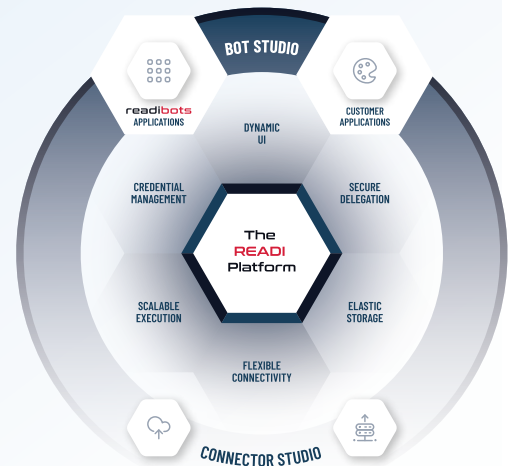 BOT STUDIO
readibots
APPLICATIONS
CUSTOMER
APPLICATIONS
DYNAMIC
UI
CREDENTIAL
MANAGEMENT
SECURE
DELEGATION
The
READI
Platform
SCALABLE
EXECUTION
ELASTIC
STORAGE
FLEXIBLE
CONNECTIVITY
CONNECTOR STUDIO